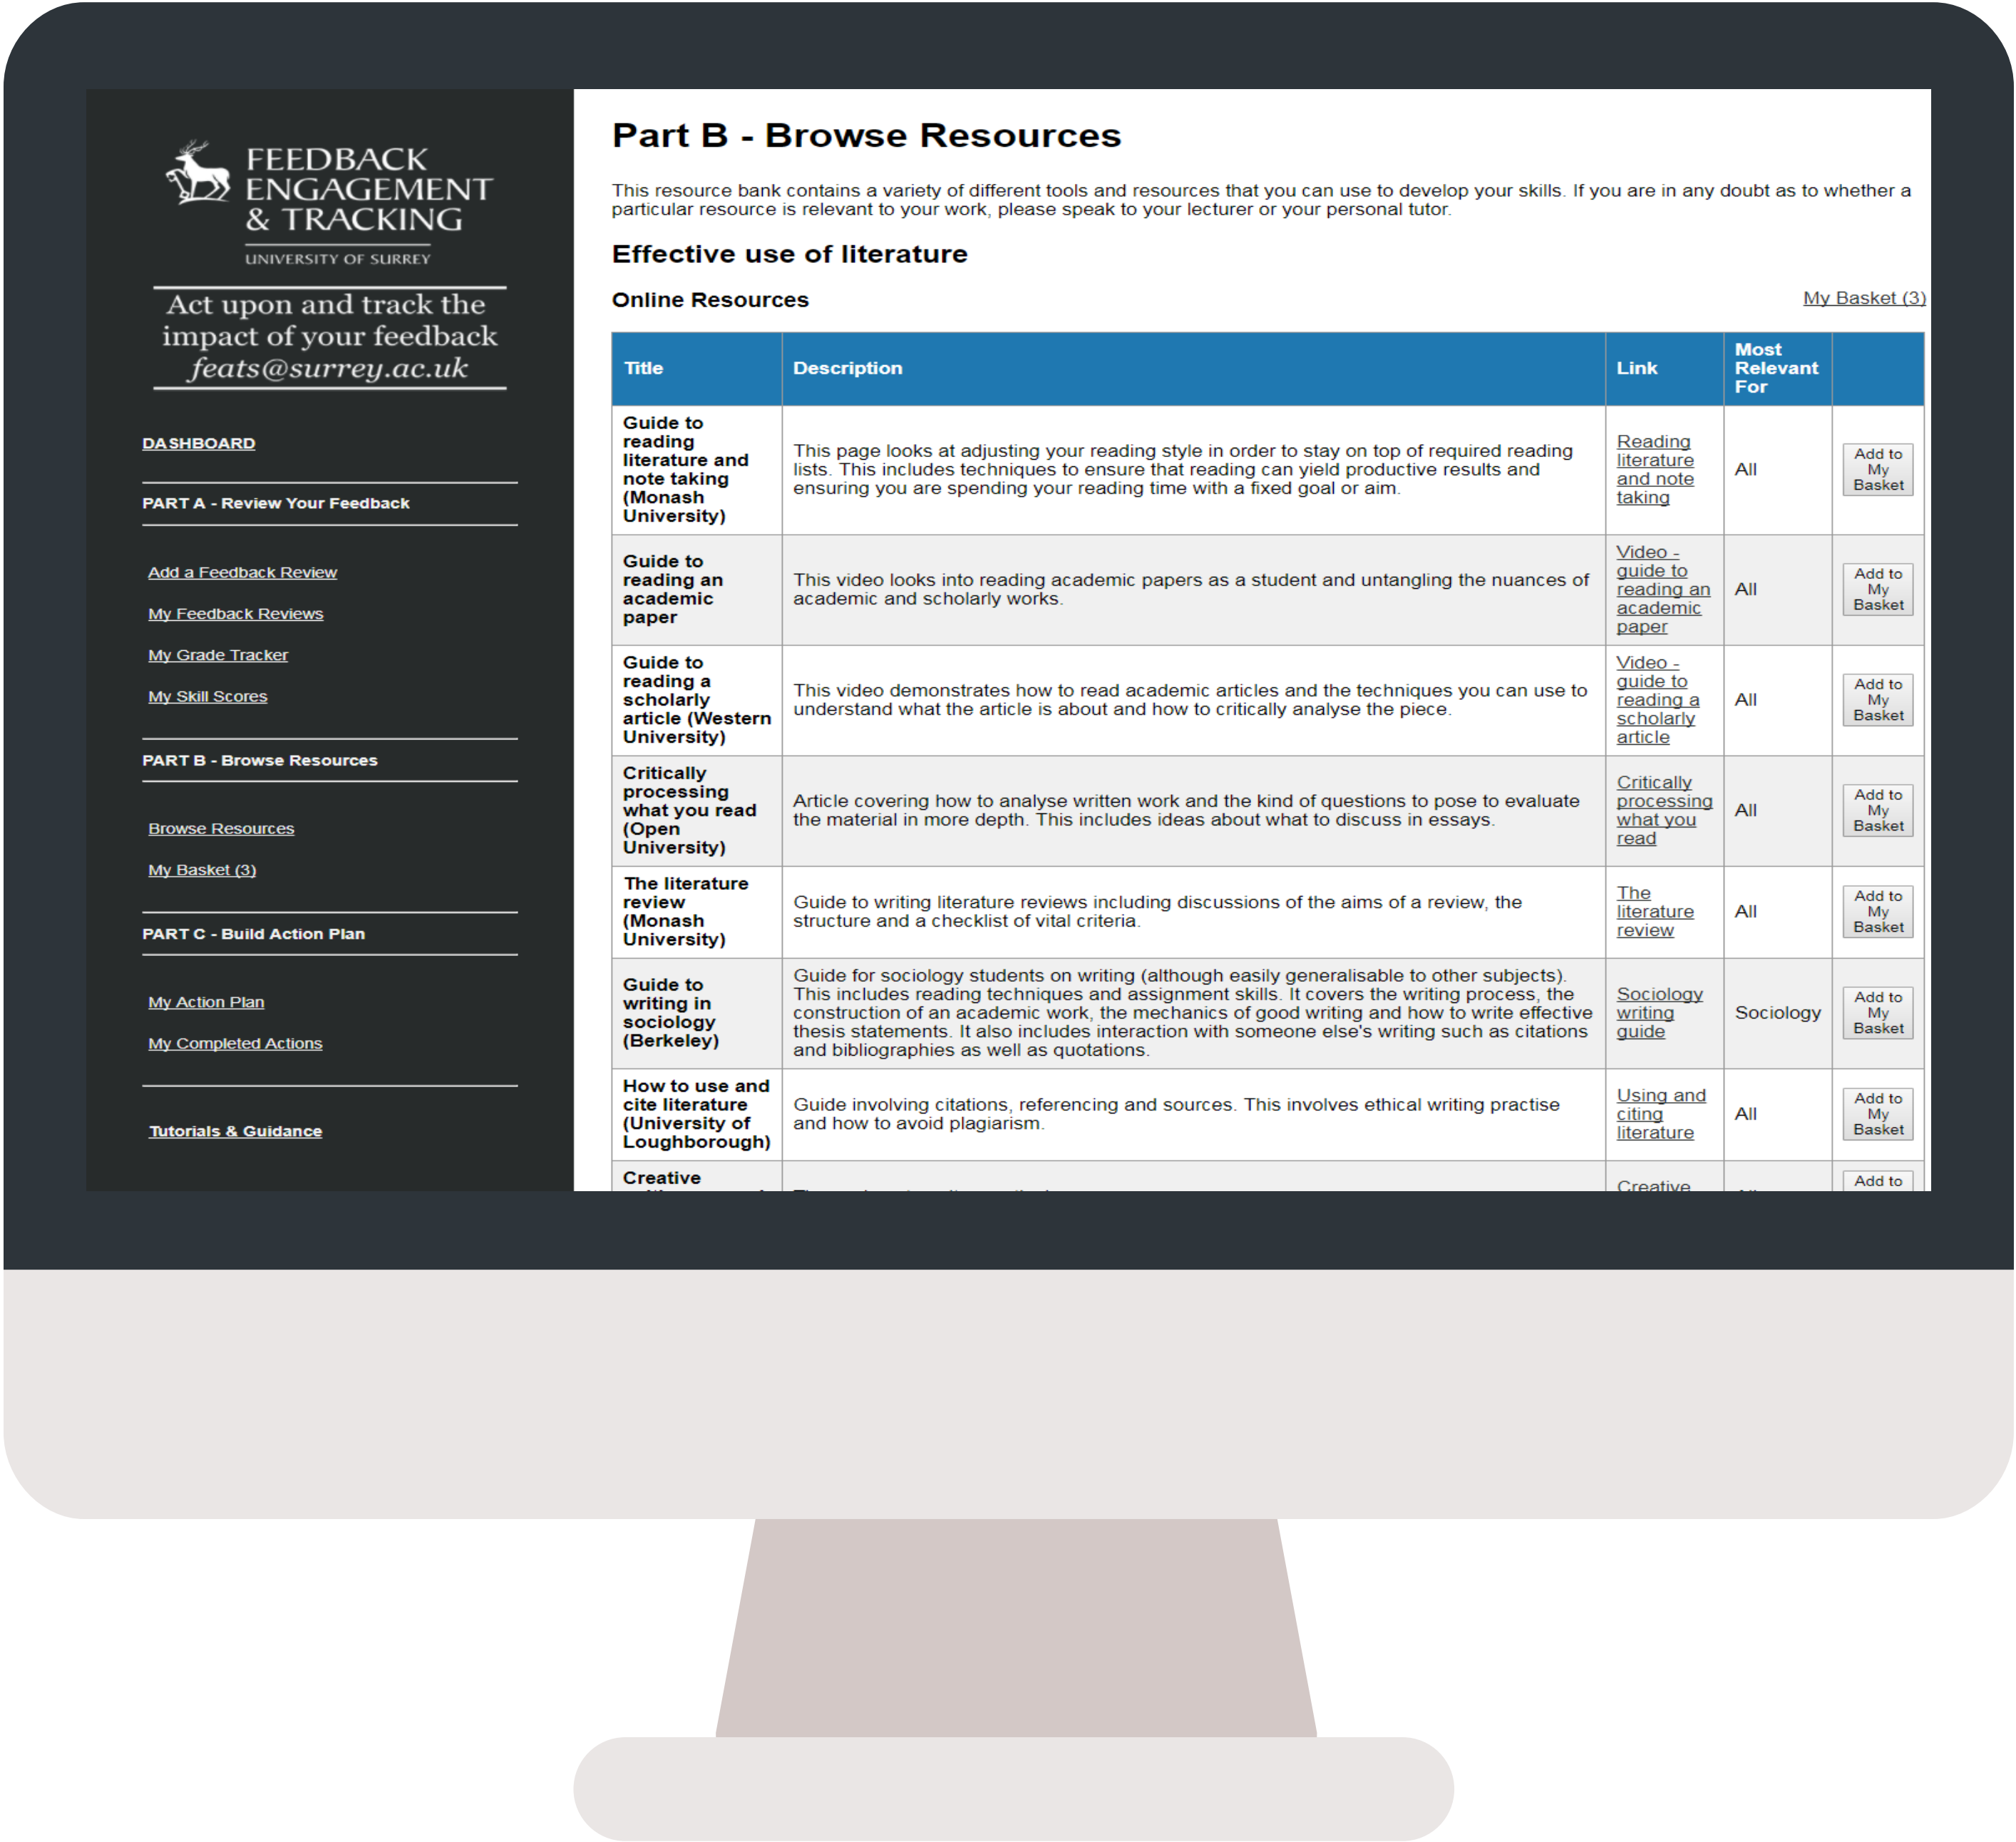 FEEDBACK
ENGAGEMENT
& TRACKING
UNIVERSITY OF SURREY
Act upon and track the
impact of your feedback
feats@surrey.ac.uk
DASHBOARD
PART A - Review Your Feedback
Add a Feedback Review
My Feedback Reviews
My Grade Tracker
My Skill Scores
PART B - Browse Resources
Browse Resources
My Basket (3)
PART C - Build Action Plan
My Action Plan
My Completed Actions
Tutorials & Guidance
Part B - Browse Resources
This resource bank contains a variety of different tools and resources that you can use to develop your skills. If you are in any doubt as to whether a
particular resource is relevant to your work, please speak to your lecturer or your personal tutor.
Effective use of literature
Online Resources
My Basket (3)
Title
Description
Link
Most
Relevant
For
Guide to
reading
literature and
note taking
(Monash
University)
This page looks at adjusting your reading style in order to stay on top of required reading
lists. This includes techniques to ensure that reading can yield productive results and
ensuring you are spending your reading time with a fixed goal or aim.
Reading
literature
and note
taking
All
Add to
My
Basket
Guide to
reading an
academic
paper
This video looks into reading academic papers as a student and untangling the nuances of
academic and scholarly works.
Video -
guide to
reading an
academic
paper
All
Add to
My
Basket
Guide to
reading a
scholarly
article (Western
University)
This video demonstrates how to read academic articles and the techniques you can use to
understand what the article is about and how to critically analyse the piece.
Video -
guide to
reading a
scholarly
article
All
Add to
My
Basket
Critically
processing
what you read
(Open
University)
Article covering how to analyse written work and the kind of questions to pose to evaluate
the material in more depth. This includes ideas about what to discuss in essays.
Critically
processing
what you
read
All
Add to
My
Basket
The literature
review
(Monash
University)
Guide to writing literature reviews including discussions of the aims of a review, the
structure and a checklist of vital criteria.
The
literature
review
All
Add to
My
Basket
Guide to
writing in
sociology
(Berkeley)
Guide for sociology students on writing (although easily generalisable to other subjects).
This includes reading techniques and assignment skills. It covers the writing process, the
construction of an academic work, the mechanics of good writing and how to write effective
thesis statements. It also includes interaction with someone else's writing such as citations
and bibliographies as well as quotations.
Sociology
writing
guide
Sociology
Add to
My
Basket
How to use and
cite literature
(University of
Loughborough)
Guide involving citations, referencing and sources. This involves ethical writing practise
and how to avoid plagiarism.
Using and
citing
literature
All
Add to
My
Basket
Creative
Creative
Add to